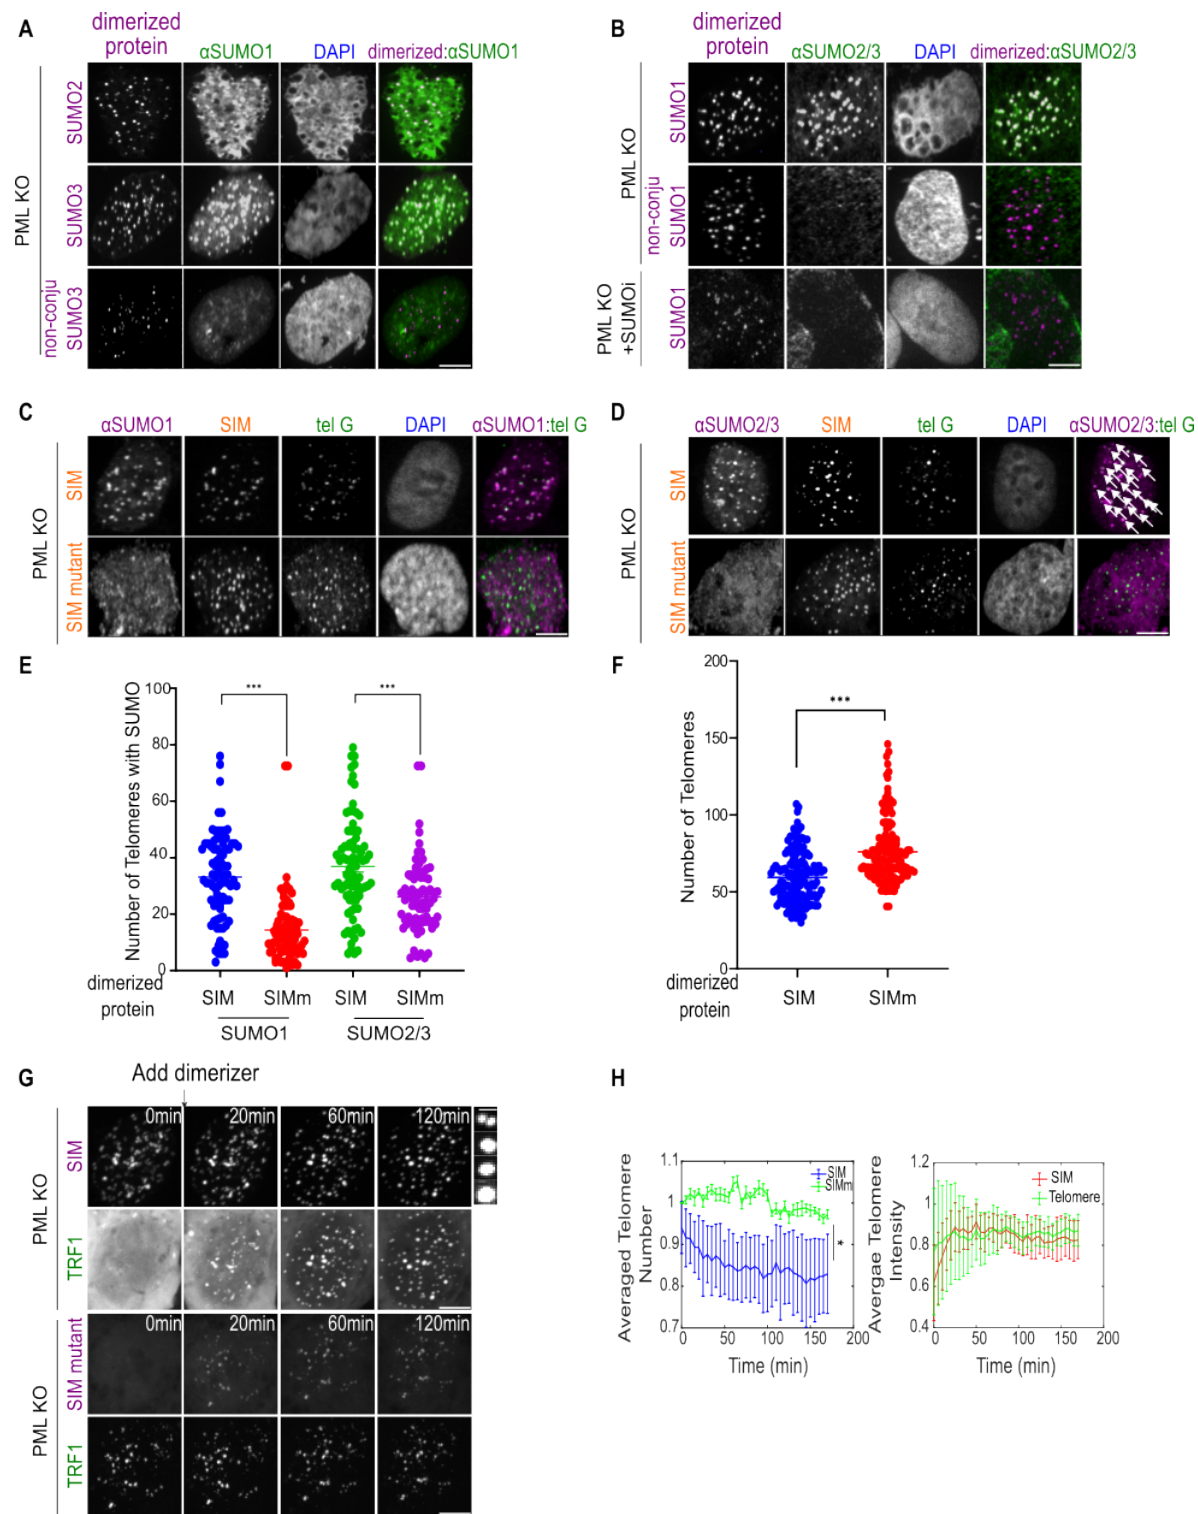 A
dimerized
protein
αSUMO1
DAPI
dimerized:αSUMO1
PML KO
SUMO2
SUMO3
non-conju
SUMO3
B
dimerized
protein
αSUMO2/3
DAPI
dimerized:αSUMO2/3
PML KO
SUMO1
non-conju
SUMO1
PML KO
+SUMOi
SUMO1
C
αSUMO1
SIM
tel G
DAPI
αSUMO1:tel G
PML KO
SIM
SIM mutant
D
αSUMO2/3
SIM
tel G
DAPI
αSUMO2/3:tel G
PML KO
SIM
SIM mutant
E
Number of Telomeres with SUMO
100
80
60
40
20
0
***
***
dimerized
protein
SIM
SIMm
SIM
SIMm
SUMO1
SUMO2/3
F
Number of Telomeres
200
150
100
50
0
***
dimerized
protein
SIM
SIMm
G
Add dimerizer
0min
20min
60min
120min
PML KO
SIM
TRF1
0min
20min
60min
120min
PML KO
SIM mutant
TRF1
H
Averaged Telomere
Number
1.1
1
0.9
0.8
0.7
SIM
SIMm
*
0
50
100
150
200
Time (min)
Avergae Telomere
Intensity
1.2
1
0.8
0.6
0.4
SIM
Telomere
0
50
100
150
200
Time (min)